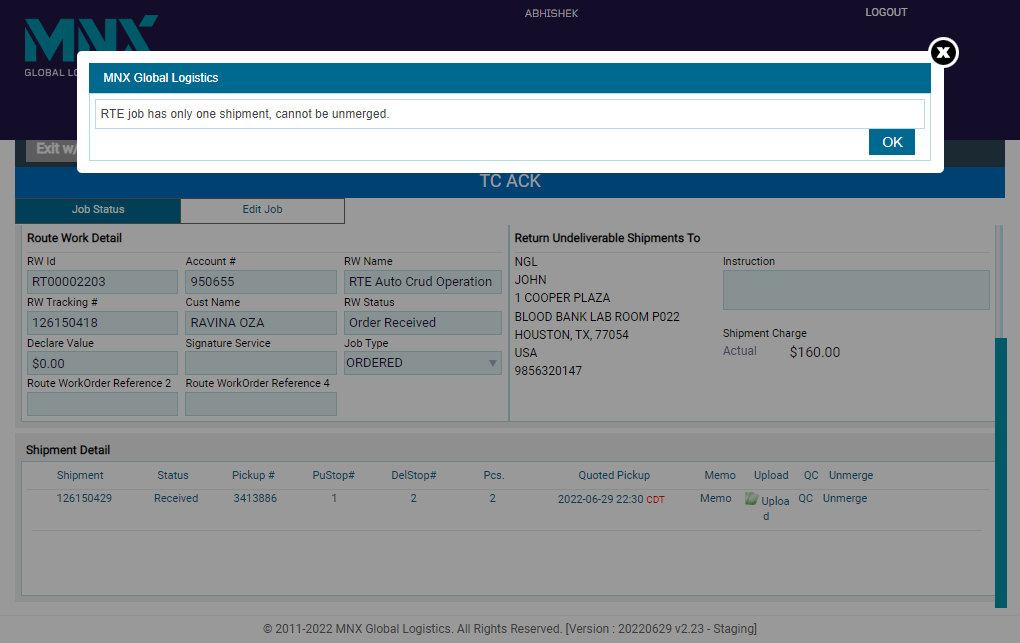 ABHISHEK
LOGOUT
MNX
GLOBAL LO
X
MNX Global Logistics
RTE job has only one shipment, cannot be unmerged.
OK
Exit w/
TC ACK
Job Status
Edit Job
Route Work Detail
RW Id
Account #
RW Name
RT00002203
950655
RTE Auto Crud Operation
RW Tracking #
Cust Name
RW Status
126150418
RAVINA OZA
Order Received
Declare Value
Signature Service
Job Type
$0.00
ORDERED
Route WorkOrder Reference 2
Route WorkOrder Reference 4
Return Undeliverable Shipments To
NGL
JOHN
1 COOPER PLAZA
BLOOD BANK LAB ROOM P022
HOUSTON, TX, 77054
USA
9856320147
Instruction
Shipment Charge
Actual $160.00
Shipment Detail
Shipment Status Pickup # PuStop# DelStop# Pcs. Quoted Pickup Memo Upload QC Unmerge
126150429 Received 3413886 1 2 2 2022-06-29 22:30 CDT Memo Uploa QC Unmerge
d
© 2011-2022 MNX Global Logistics. All Rights Reserved. [Version : 20220629 v2.23 - Staging]